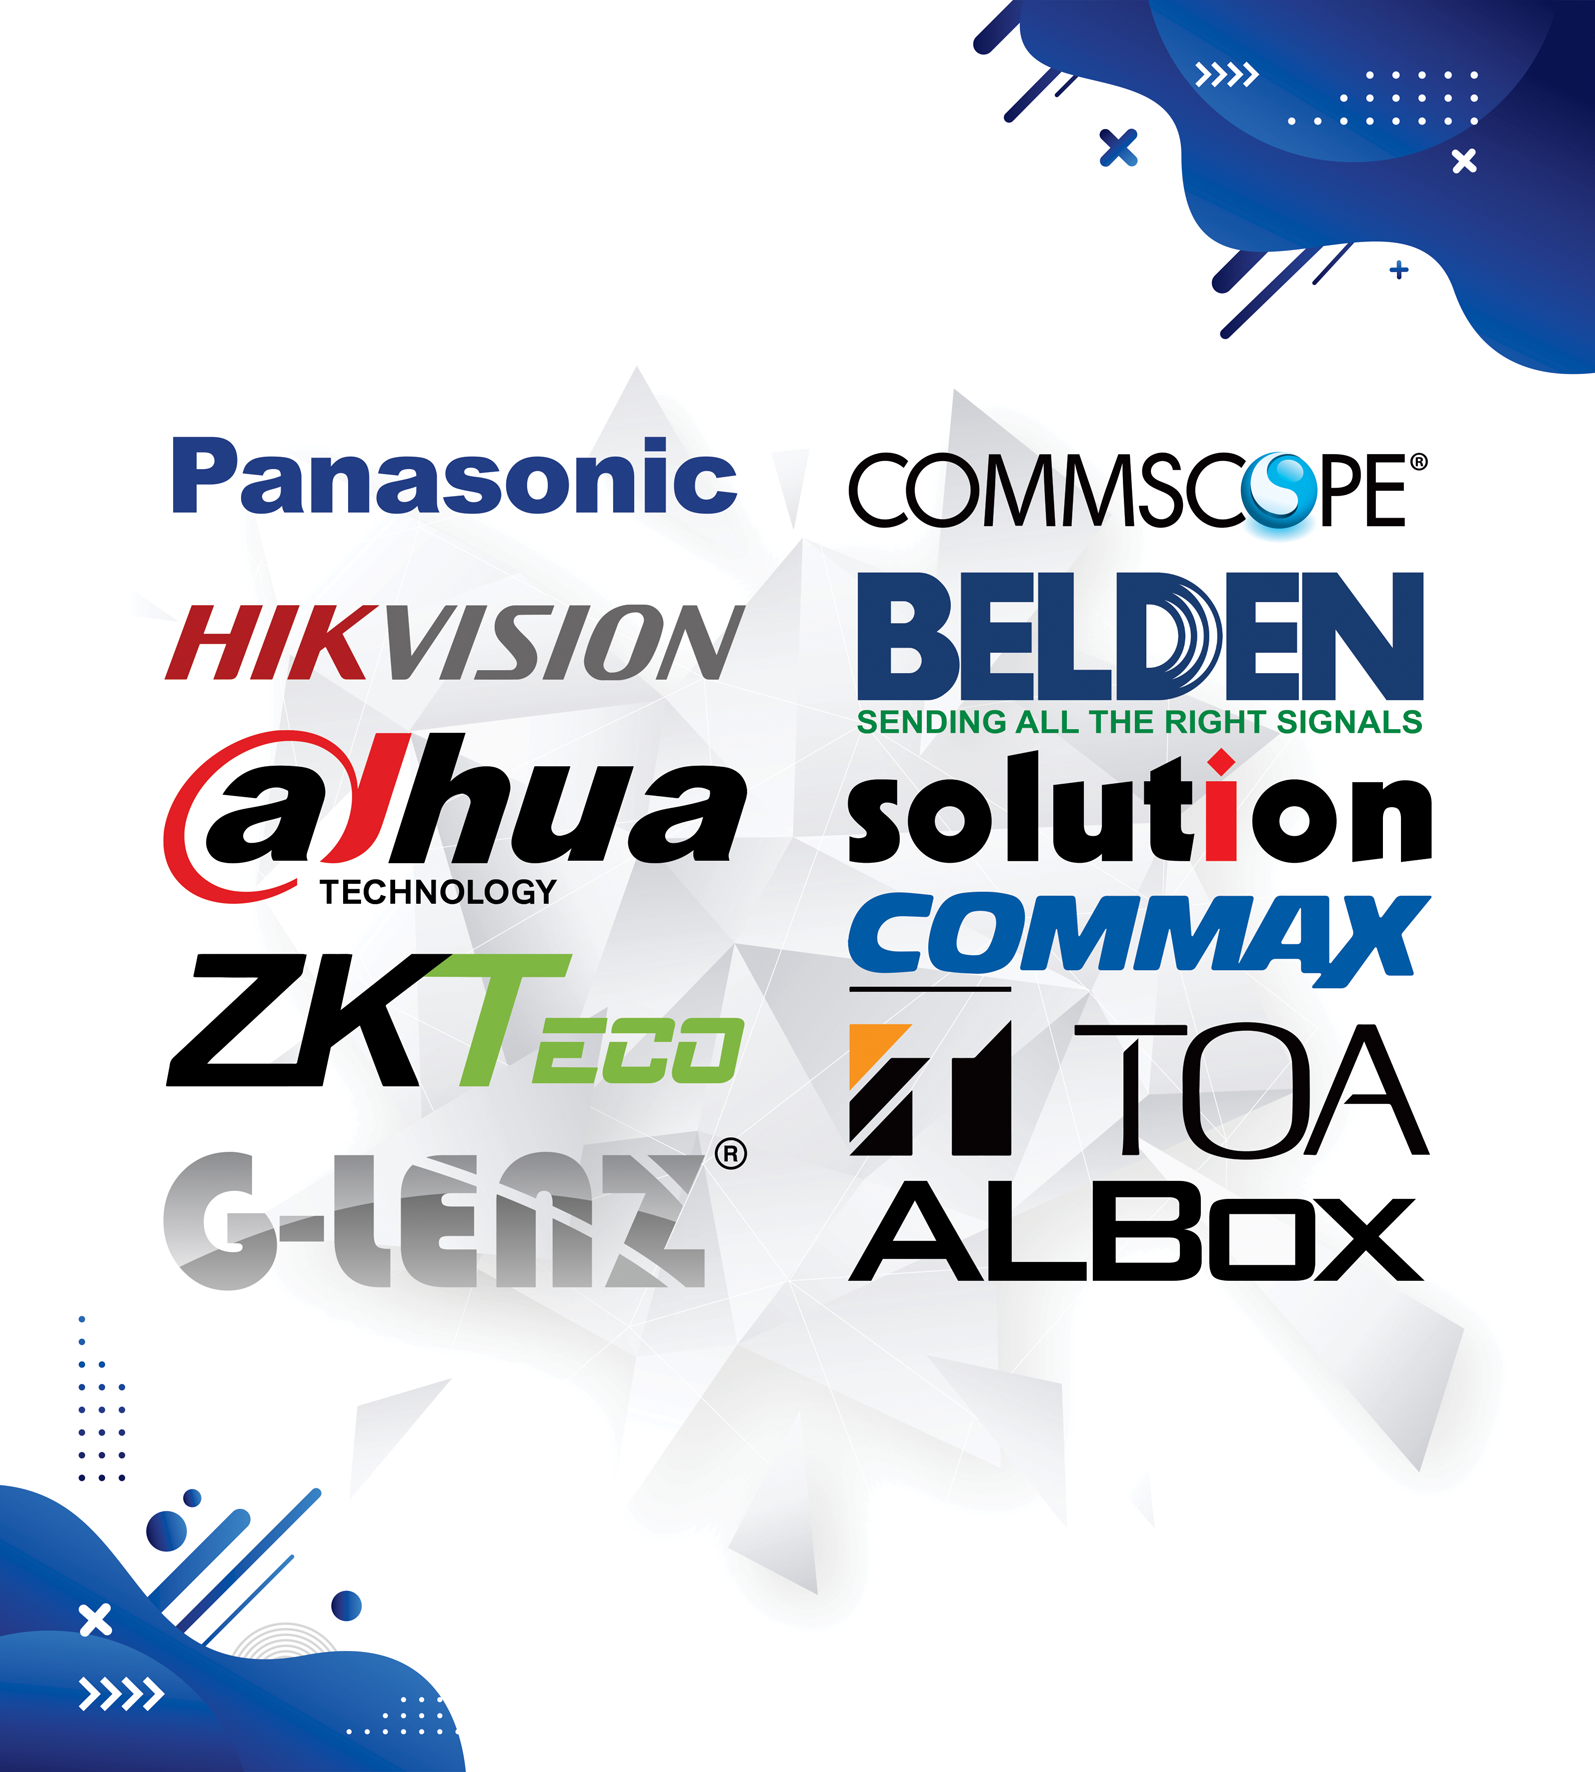 Panasonic
HIKVISION
alhua
TECHNOLOGY
ZKTECO
G-LENZ®
COMMSCOPE®
BELDEN
SENDING ALL THE RIGHT SIGNALS
solution
COMMAX
TOA
ALBOX